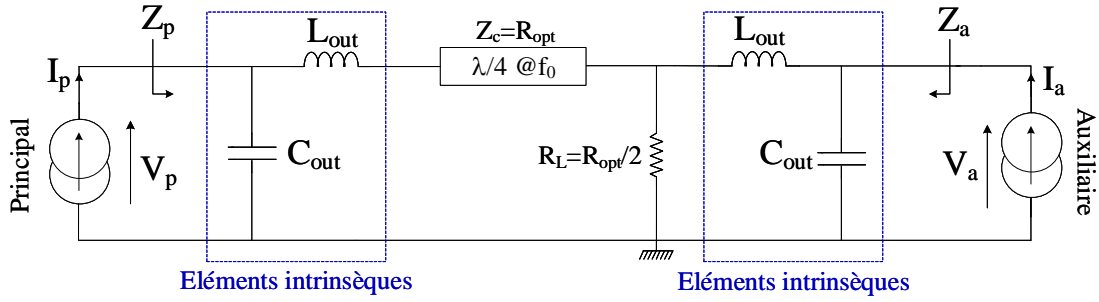 Z_p
L_out
Z_c=R_opt
L_out
Z_a
λ/4 @f_0
I_p
I_a
Principal
V_p
C_out
R_L=R_opt/2
C_out
V_a
Auxiliaire
Eléments intrinsèques
Eléments intrinsèques